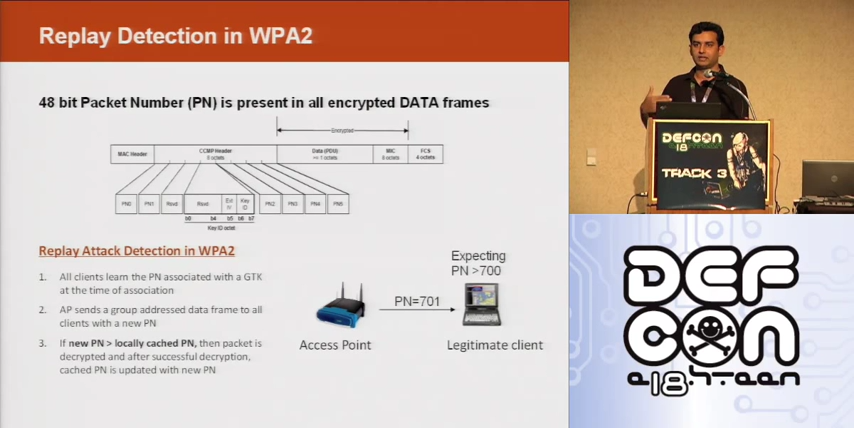 Replay Detection in WPA2
48 bit Packet Number (PN) is present in all encrypted DATA frames
Encrypted
MAC Header
CCMP Header
8 octets
Data (PDU)
>= 1 octets
MIC
8 octets
FCS
4 octets
PN0
PN1
Rsvd
Rsvd
Ext
IV
Key
ID
PN2
PN3
PN4
PN5
b0 b4 b5 b6 b7
Key ID octet
Replay Attack Detection in WPA2
1. All clients learn the PN associated with a GTK
at the time of association
2. AP sends a group addressed data frame to all
clients with a new PN
3. If new PN > locally cached PN, then packet is
decrypted and after successful decryption,
cached PN is updated with new PN
Expecting
PN >700
PN=701
Access Point
Legitimate client
DEFCON
18
TRACK 3
DEF
CON
18